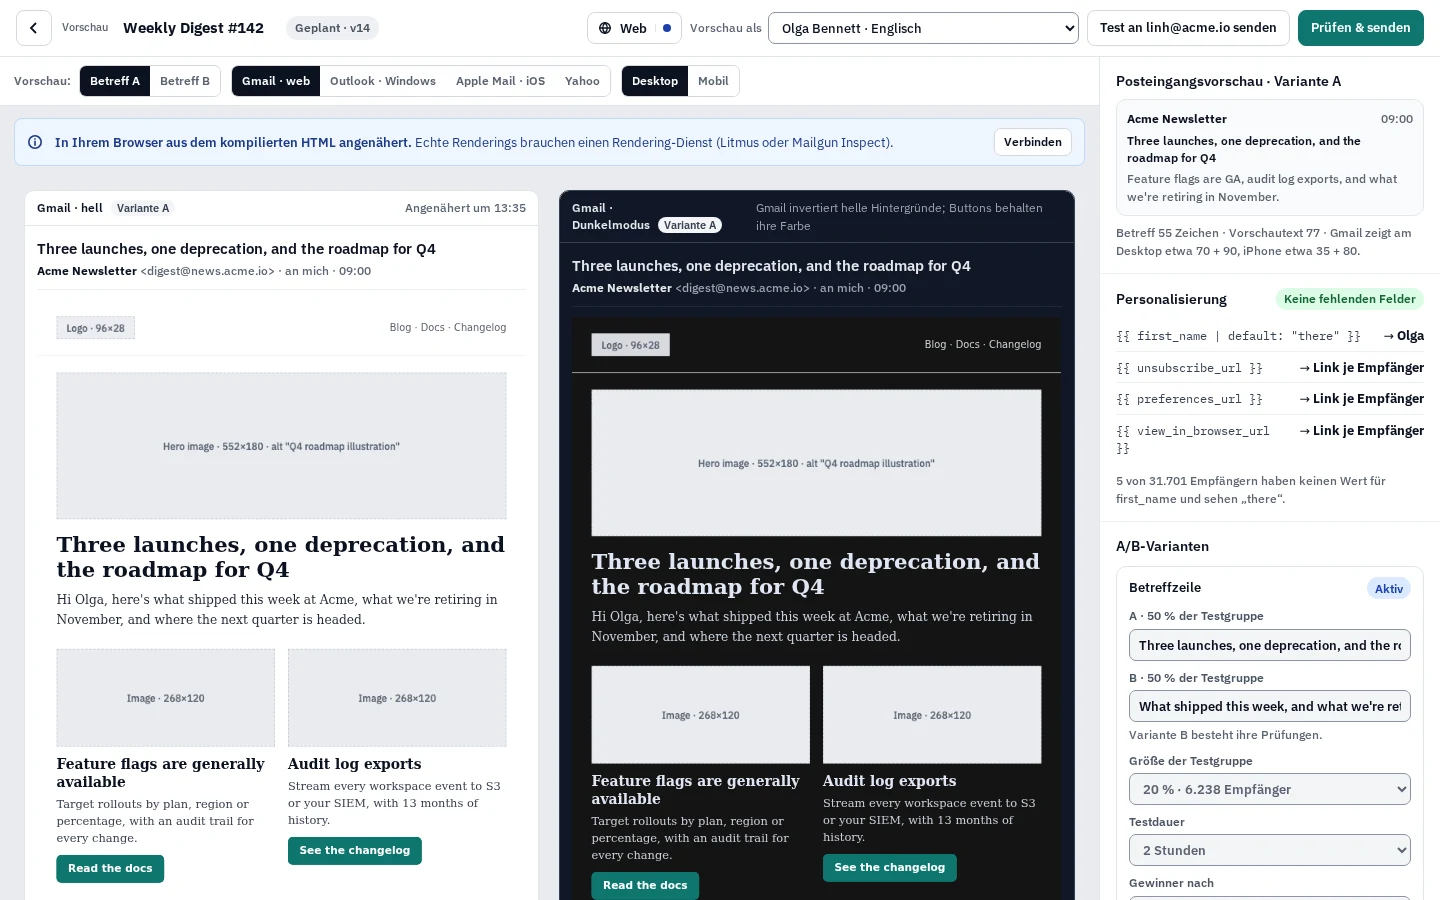 Vorschau
Weekly Digest #142
Geplant · v14
Web
Vorschau als
Olga Bennett · Englisch
Test an linh@acme.io senden
Prüfen & senden
Vorschau:
Betreff A
Betreff B
Gmail · web
Outlook · Windows
Apple Mail · iOS
Yahoo
Desktop
Mobil
In Ihrem Browser aus dem kompilierten HTML angenähert. Echte Renderings brauchen einen Rendering-Dienst (Litmus oder Mailgun Inspect).
Verbinden
Gmail · hell
Variante A
Angenähert um 13:35
Three launches, one deprecation, and the roadmap for Q4
Acme Newsletter <digest@news.acme.io> · an mich · 09:00
Logo · 96×28
Blog · Docs · Changelog
Hero image · 552×180 · alt "Q4 roadmap illustration"
Three launches, one deprecation, and
the roadmap for Q4
Hi Olga, here's what shipped this week at Acme, what we're retiring in
November, and where the next quarter is headed.
Image · 268×120
Image · 268×120
Feature flags are generally
available
Target rollouts by plan, region or
percentage, with an audit trail for
every change.
Read the docs
Audit log exports
Stream every workspace event to S3
or your SIEM, with 13 months of
history.
See the changelog
Gmail ·
Dunkelmodus
Variante A
Gmail invertiert helle Hintergründe; Buttons behalten
ihre Farbe
Three launches, one deprecation, and the roadmap for Q4
Acme Newsletter <digest@news.acme.io> · an mich · 09:00
Logo · 96×28
Blog · Docs · Changelog
Hero image · 552×180 · alt "Q4 roadmap illustration"
Three launches, one deprecation, and
the roadmap for Q4
Hi Olga, here's what shipped this week at Acme, what we're retiring in
November, and where the next quarter is headed.
Image · 268×120
Image · 268×120
Feature flags are generally
available
Target rollouts by plan, region or
percentage, with an audit trail for
every change.
Read the docs
Audit log exports
Stream every workspace event to S3
or your SIEM, with 13 months of
history.
See the changelog
Posteingangsvorschau · Variante A
Acme Newsletter
09:00
Three launches, one deprecation, and the
roadmap for Q4
Feature flags are GA, audit log exports, and what
we're retiring in November.
Betreff 55 Zeichen · Vorschautext 77 · Gmail zeigt am
Desktop etwa 70 + 90, iPhone etwa 35 + 80.
Personalisierung
Keine fehlenden Felder
{{ first_name | default: "there" }}
→ Olga
{{ unsubscribe_url }}
→ Link je Empfänger
{{ preferences_url }}
→ Link je Empfänger
{{ view_in_browser_url
}}
→ Link je Empfänger
5 von 31.701 Empfängern haben keinen Wert für
first_name und sehen „there“.
A/B-Varianten
Betreffzeile
Aktiv
A · 50 % der Testgruppe
Three launches, one deprecation, and the ro
B · 50 % der Testgruppe
What shipped this week, and what we're ret
Variante B besteht ihre Prüfungen.
Größe der Testgruppe
20 % · 6.238 Empfänger
Testdauer
2 Stunden
Gewinner nach